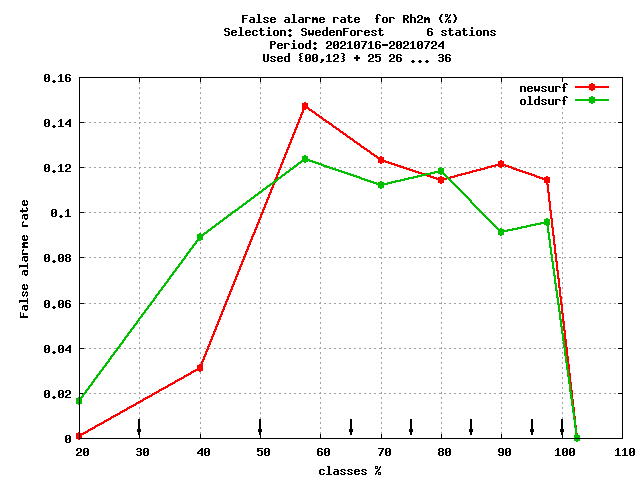 False alarme rate  for Rh2m (%)
Selection: SwedenForest      6 stations
Period: 20210716-20210724
Used {00,12} + 25 26 ... 36
newsurf
oldsurf
0.16
0.14
0.12
0.1
0.08
0.06
0.04
0.02
0
False alarme rate
20 30 40 50 60 70 80 90 100 110
classes %